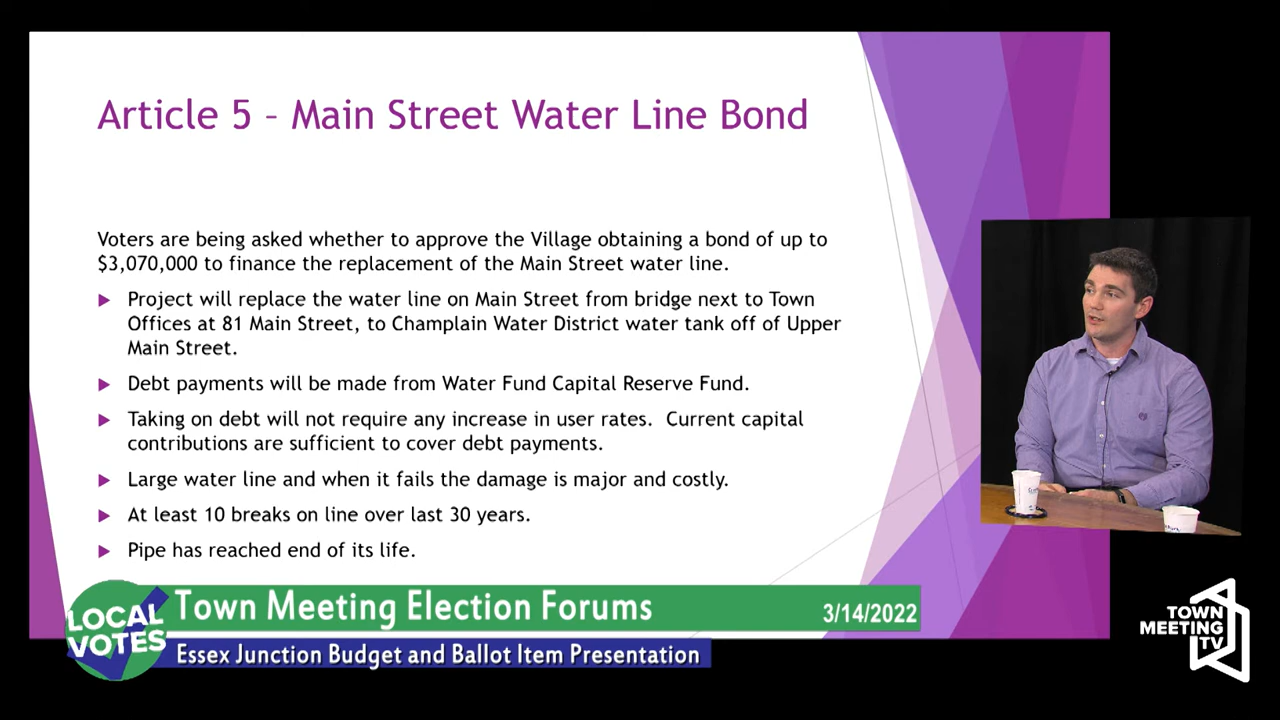 Article 5 – Main Street Water Line Bond
Voters are being asked whether to approve the Village obtaining a bond of up to
$3,070,000 to finance the replacement of the Main Street water line.
Project will replace the water line on Main Street from bridge next to Town
Offices at 81 Main Street, to Champlain Water District water tank off of Upper
Main Street.
Debt payments will be made from Water Fund Capital Reserve Fund.
Taking on debt will not require any increase in user rates.  Current capital
contributions are sufficient to cover debt payments.
Large water line and when it fails the damage is major and costly.
At least 10 breaks on line over last 30 years.
Pipe has reached end of its life.
LOCAL
VOTES
Town Meeting Election Forums
3/14/2022
Essex Junction Budget and Ballot Item Presentation
TOWN
MEETING
TV